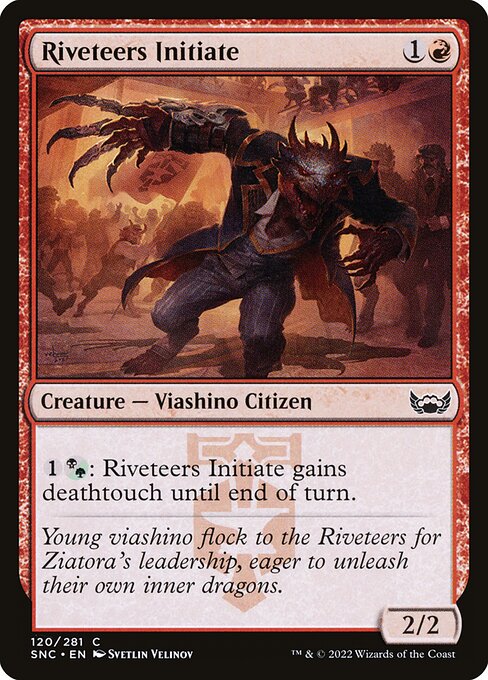 Riveteers Initiate 1
Creature — Viashino Citizen
1 : Riveteers Initiate gains
deathtouch until end of turn.
Young viashino flock to the Riveteers for
Ziatora's leadership, eager to unleash
their own inner dragons.
2/2
120/281 C
SNC • EN Svetlin Velinov
™ & © 2022 Wizards of the Coast